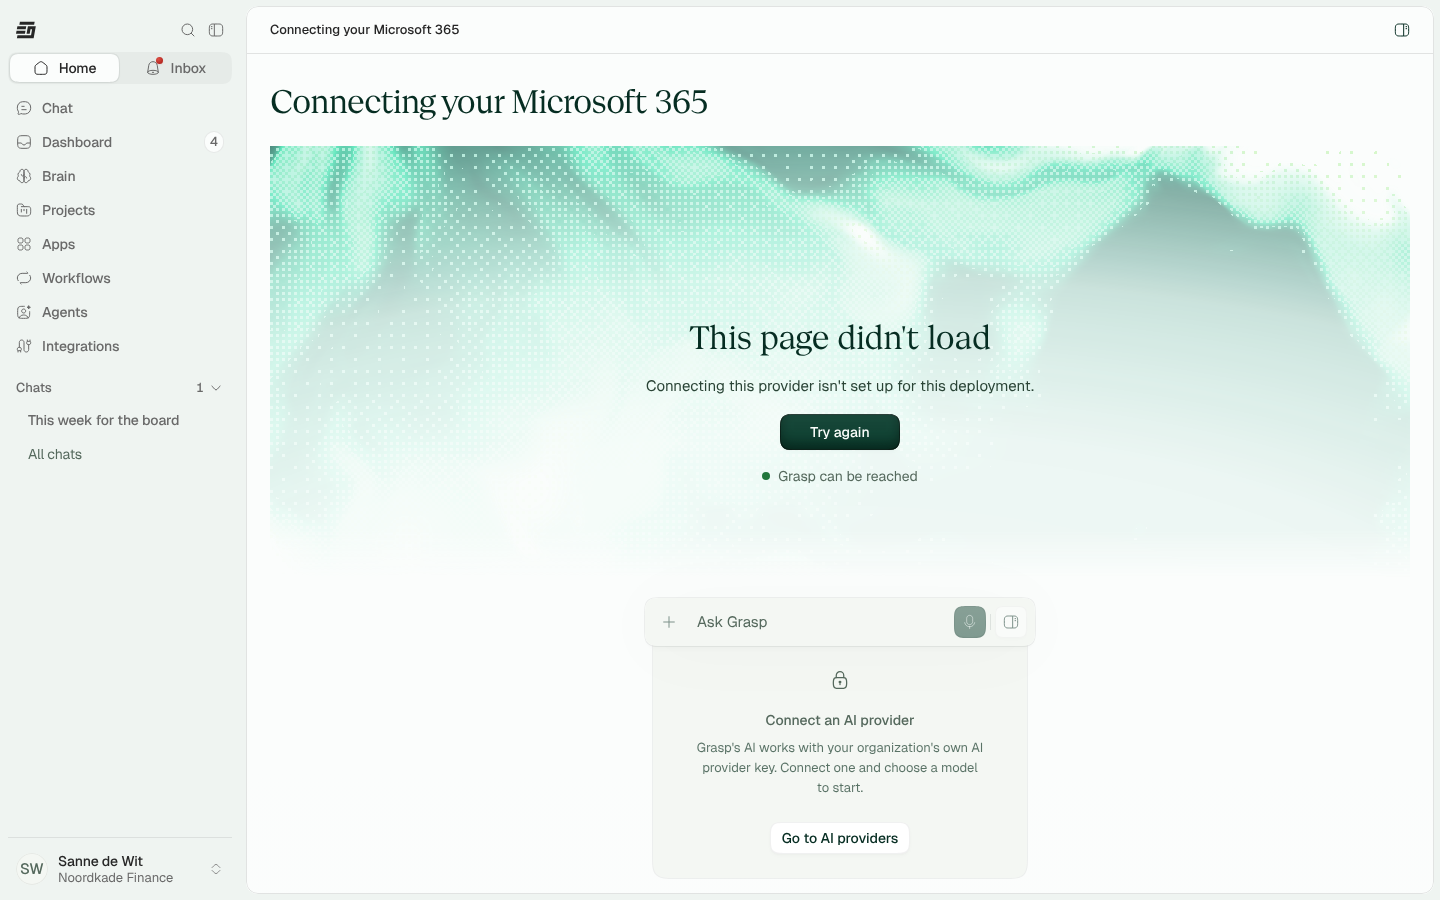 Connecting your Microsoft 365
Home
Inbox
Chat
Dashboard
4
Brain
Projects
Apps
Workflows
Agents
Integrations
Chats
1
This week for the board
All chats
Sanne de Wit
SW
Noordkade Finance
Connecting your Microsoft 365
This page didn't load
Connecting this provider isn't set up for this deployment.
Try again
Grasp can be reached
Ask Grasp
Connect an AI provider
Grasp's AI works with your organization's own AI
provider key. Connect one and choose a model
to start.
Go to AI providers